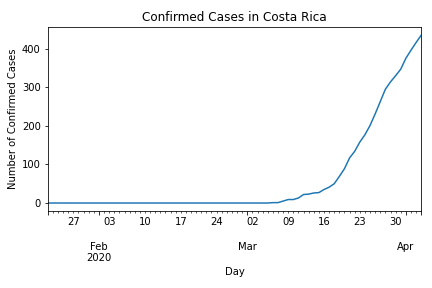 Confirmed Cases in Costa Rica
Number of Confirmed Cases
400
300
200
100
0
27 03 10 17 24 02 09 16 23 30
Feb Mar Apr
2020
Day